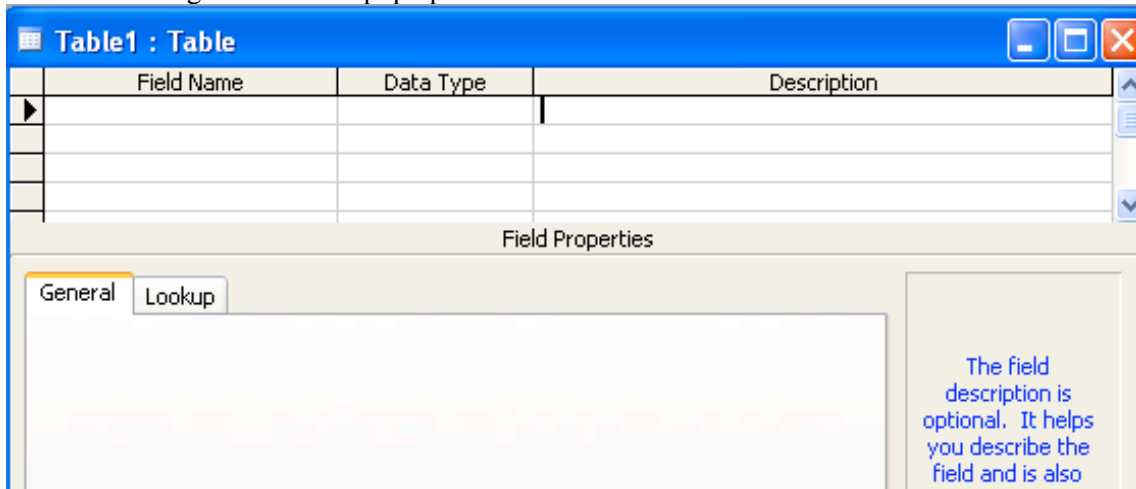 Table1 : Table
Field Name Data Type Description
Field Properties
General Lookup
The field
description is
optional. It helps
you describe the
field and is also